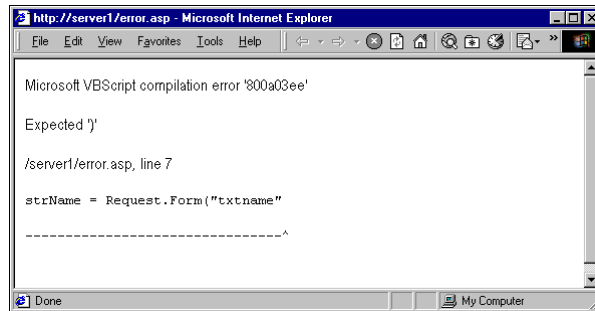 http://server1/error.asp - Microsoft Internet Explorer
File Edit View Favorites Tools Help »
Microsoft VBScript compilation error '800a03ee'
Expected ')'
/server1/error.asp, line 7
strName = Request.Form("txtname"
--------------------------------^
Done My Computer